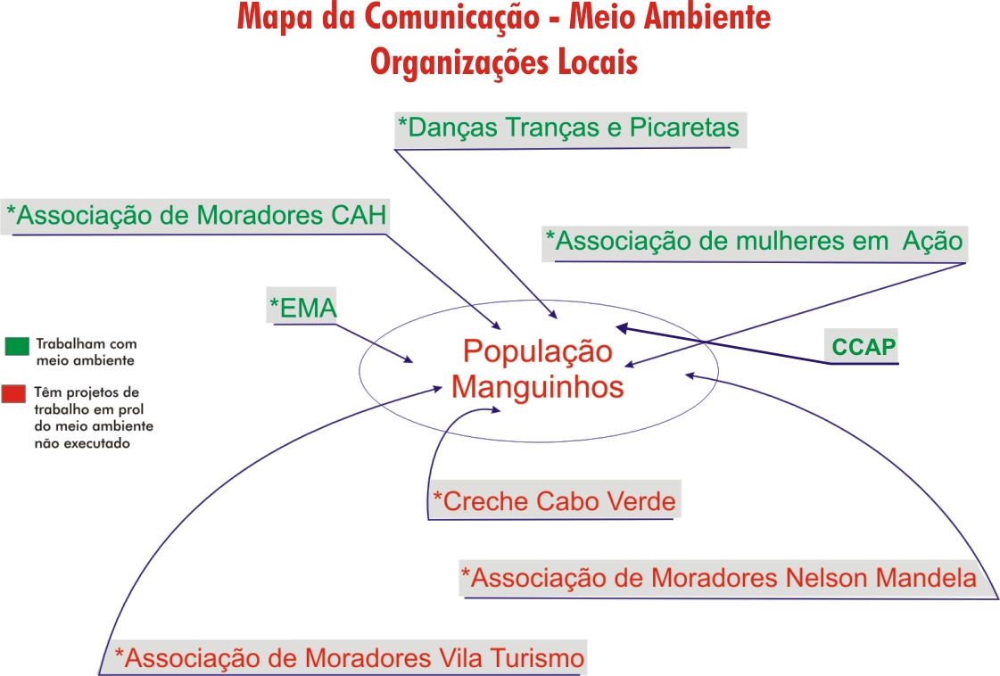 Mapa da Comunicação - Meio Ambiente
Organizações Locais
*Danças Tranças e Picaretas
*Associação de Moradores CAH
*Associação de mulheres em Ação
*EMA
CCAP
Trabalham com
meio ambiente
Têm projetos de
trabalho em prol
do meio ambiente
não executado
População
Manguinhos
*Creche Cabo Verde
*Associação de Moradores Nelson Mandela
*Associação de Moradores Vila Turismo